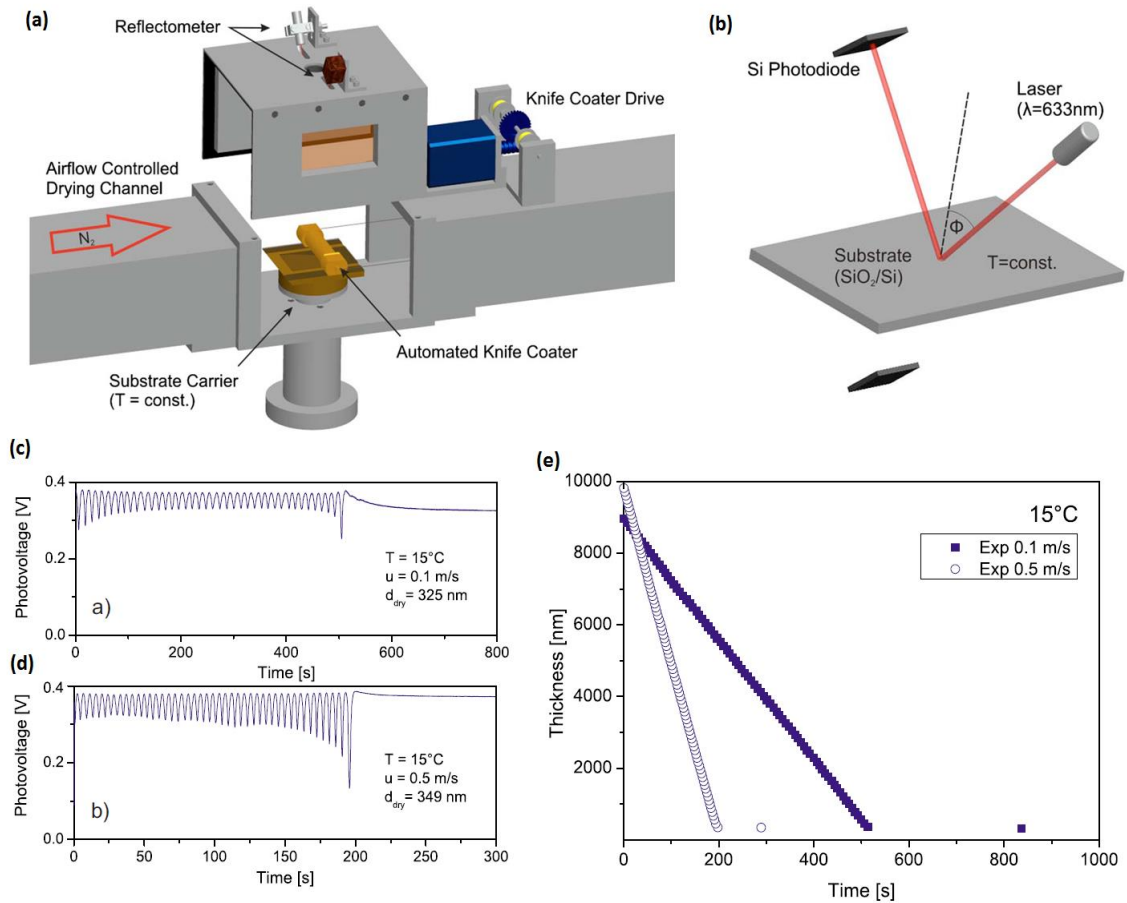 (a)
Reflectometer
Knife Coater Drive
Airflow Controlled
Drying Channel
N2
Automated Knife Coater
Substrate Carrier
(T = const.)
(b)
Si Photodiode
Laser
(λ=633nm)
Φ
Substrate
(SiO2/Si)
T=const.
(c)
Photovoltage [V]
0.4
0.2
0.0
T = 15°C
u = 0.1 m/s
d_dry = 325 nm
a)
0 200 400 600 800
Time [s]
(d)
Photovoltage [V]
0.4
0.2
0.0
T = 15°C
u = 0.5 m/s
d_dry = 349 nm
b)
0 50 100 150 200 250 300
Time [s]
(e)
Thickness [nm]
10000
8000
6000
4000
2000
15°C
Exp 0.1 m/s
Exp 0.5 m/s
0 200 400 600 800 1000
Time [s]